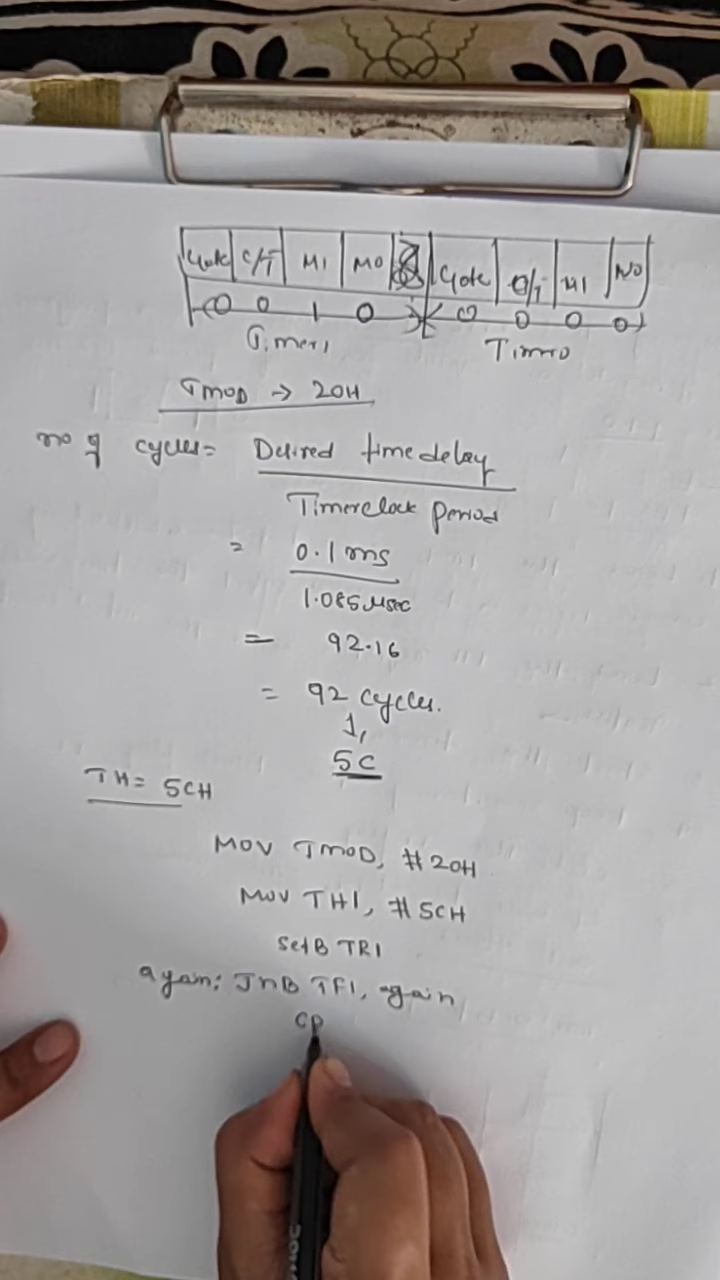 Gate C/T M1 M0 Gate C/T M1 M0
0 0 1 0 0 0 0 0
Timer1 Timer0
TMOD → 20H
no of cycles = Desired time delay
Timer clock period
= 0.1 ms
1.085 µsec
= 92.16
= 92 cycles.
5C
TH = 5CH
MOV TMOD, #20H
MOV TH1, #5CH
SetB TR1
again: JNB TF1, again